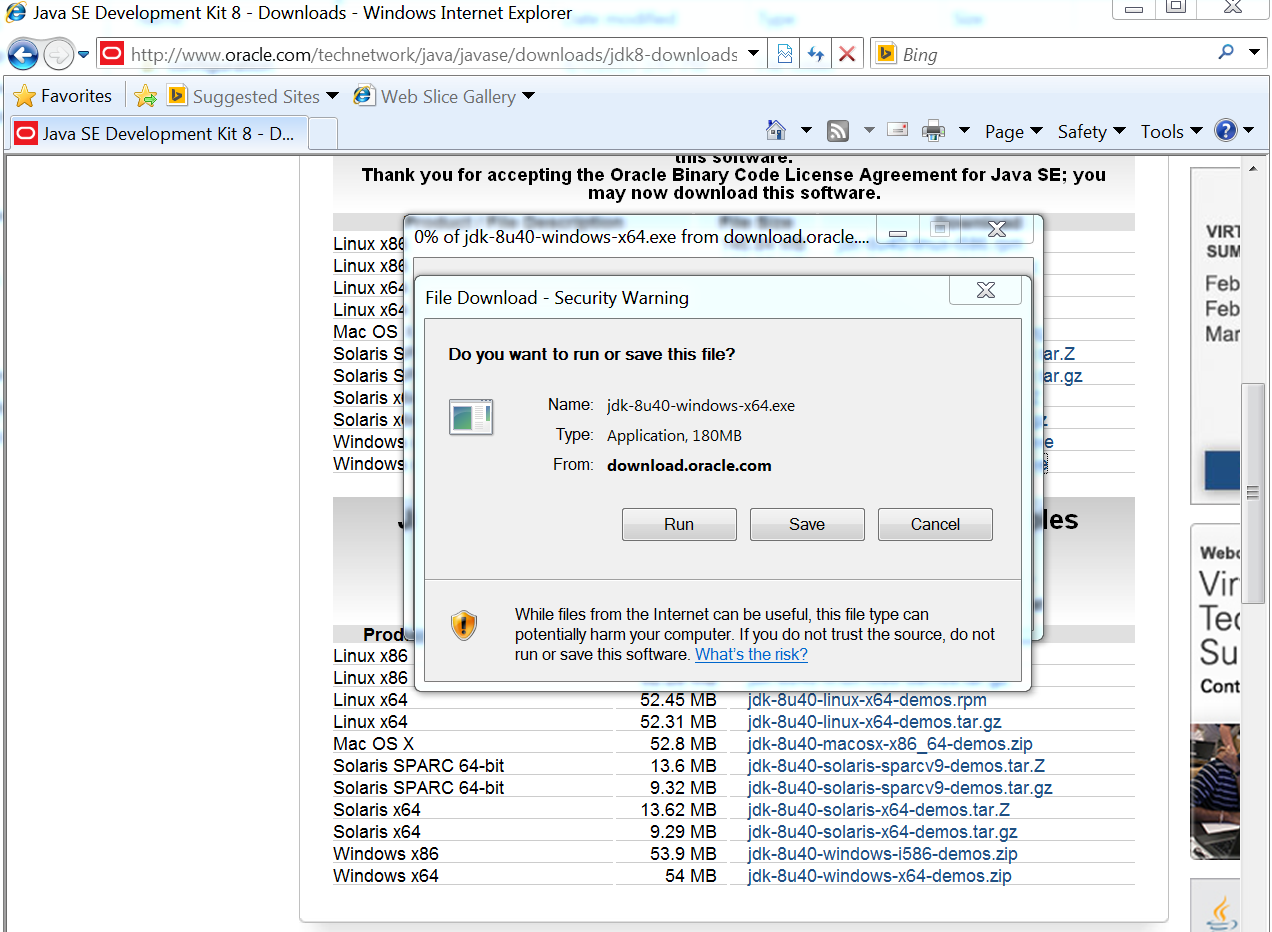 Java SE Development Kit 8 - Downloads - Windows Internet Explorer
http://www.oracle.com/technetwork/java/javase/downloads/jdk8-downloads
Bing
Favorites
Suggested Sites
Web Slice Gallery
Java SE Development Kit 8 - D...
Page
Safety
Tools
this software.
Thank you for accepting the Oracle Binary Code License Agreement for Java SE; you
may now download this software.
Product / File Description File Size Download
0% of jdk-8u40-windows-x64.exe from download.oracle....
Linux x86
Linux x86
Linux x64
Linux x64
Mac OS
Solaris S
Solaris S
Solaris x
Solaris x
Windows
Windows
ar.Z
ar.gz
File Download - Security Warning
Do you want to run or save this file?
Name: jdk-8u40-windows-x64.exe
Type: Application, 180MB
From: download.oracle.com
Run
Save
Cancel
While files from the Internet can be useful, this file type can
potentially harm your computer. If you do not trust the source, do not
run or save this software. What's the risk?
les
Prod
Linux x86
Linux x86
Linux x64 52.45 MB jdk-8u40-linux-x64-demos.rpm
Linux x64 52.31 MB jdk-8u40-linux-x64-demos.tar.gz
Mac OS X 52.8 MB jdk-8u40-macosx-x86_64-demos.zip
Solaris SPARC 64-bit 13.6 MB jdk-8u40-solaris-sparcv9-demos.tar.Z
Solaris SPARC 64-bit 9.32 MB jdk-8u40-solaris-sparcv9-demos.tar.gz
Solaris x64 13.62 MB jdk-8u40-solaris-x64-demos.tar.Z
Solaris x64 9.29 MB jdk-8u40-solaris-x64-demos.tar.gz
Windows x86 53.9 MB jdk-8u40-windows-i586-demos.zip
Windows x64 54 MB jdk-8u40-windows-x64-demos.zip
VIRT
SUM
Feb
Feb
Mar
Webc
Vir
Tec
Su
Cont